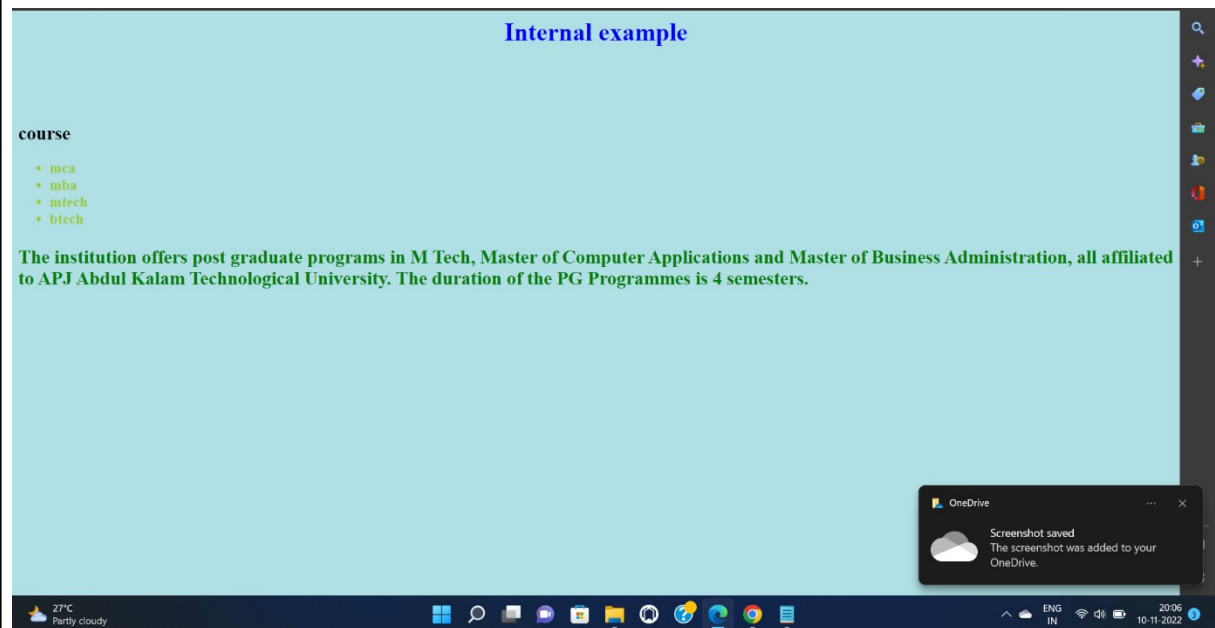 Internal example
course
mca
mba
mtech
btech
The institution offers post graduate programs in M Tech, Master of Computer Applications and Master of Business Administration, all affiliated
to APJ Abdul Kalam Technological University. The duration of the PG Programmes is 4 semesters.
OneDrive
Screenshot saved
The screenshot was added to your
OneDrive.
27°C
Partly cloudy
ENG
IN
20:06
10-11-2022
3